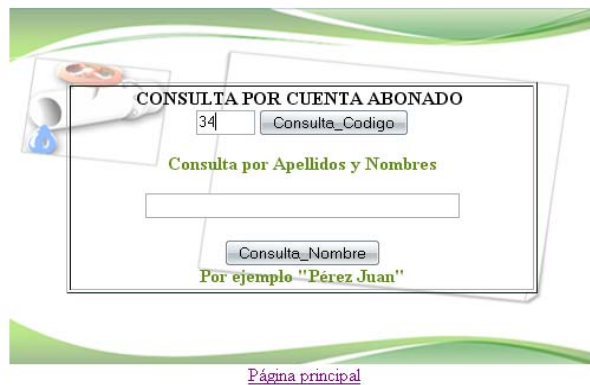 CONSULTA POR CUENTA ABONADO
34 Consulta_Codigo
Consulta por Apellidos y Nombres
Consulta_Nombre
Por ejemplo "Pérez Juan"
Página principal